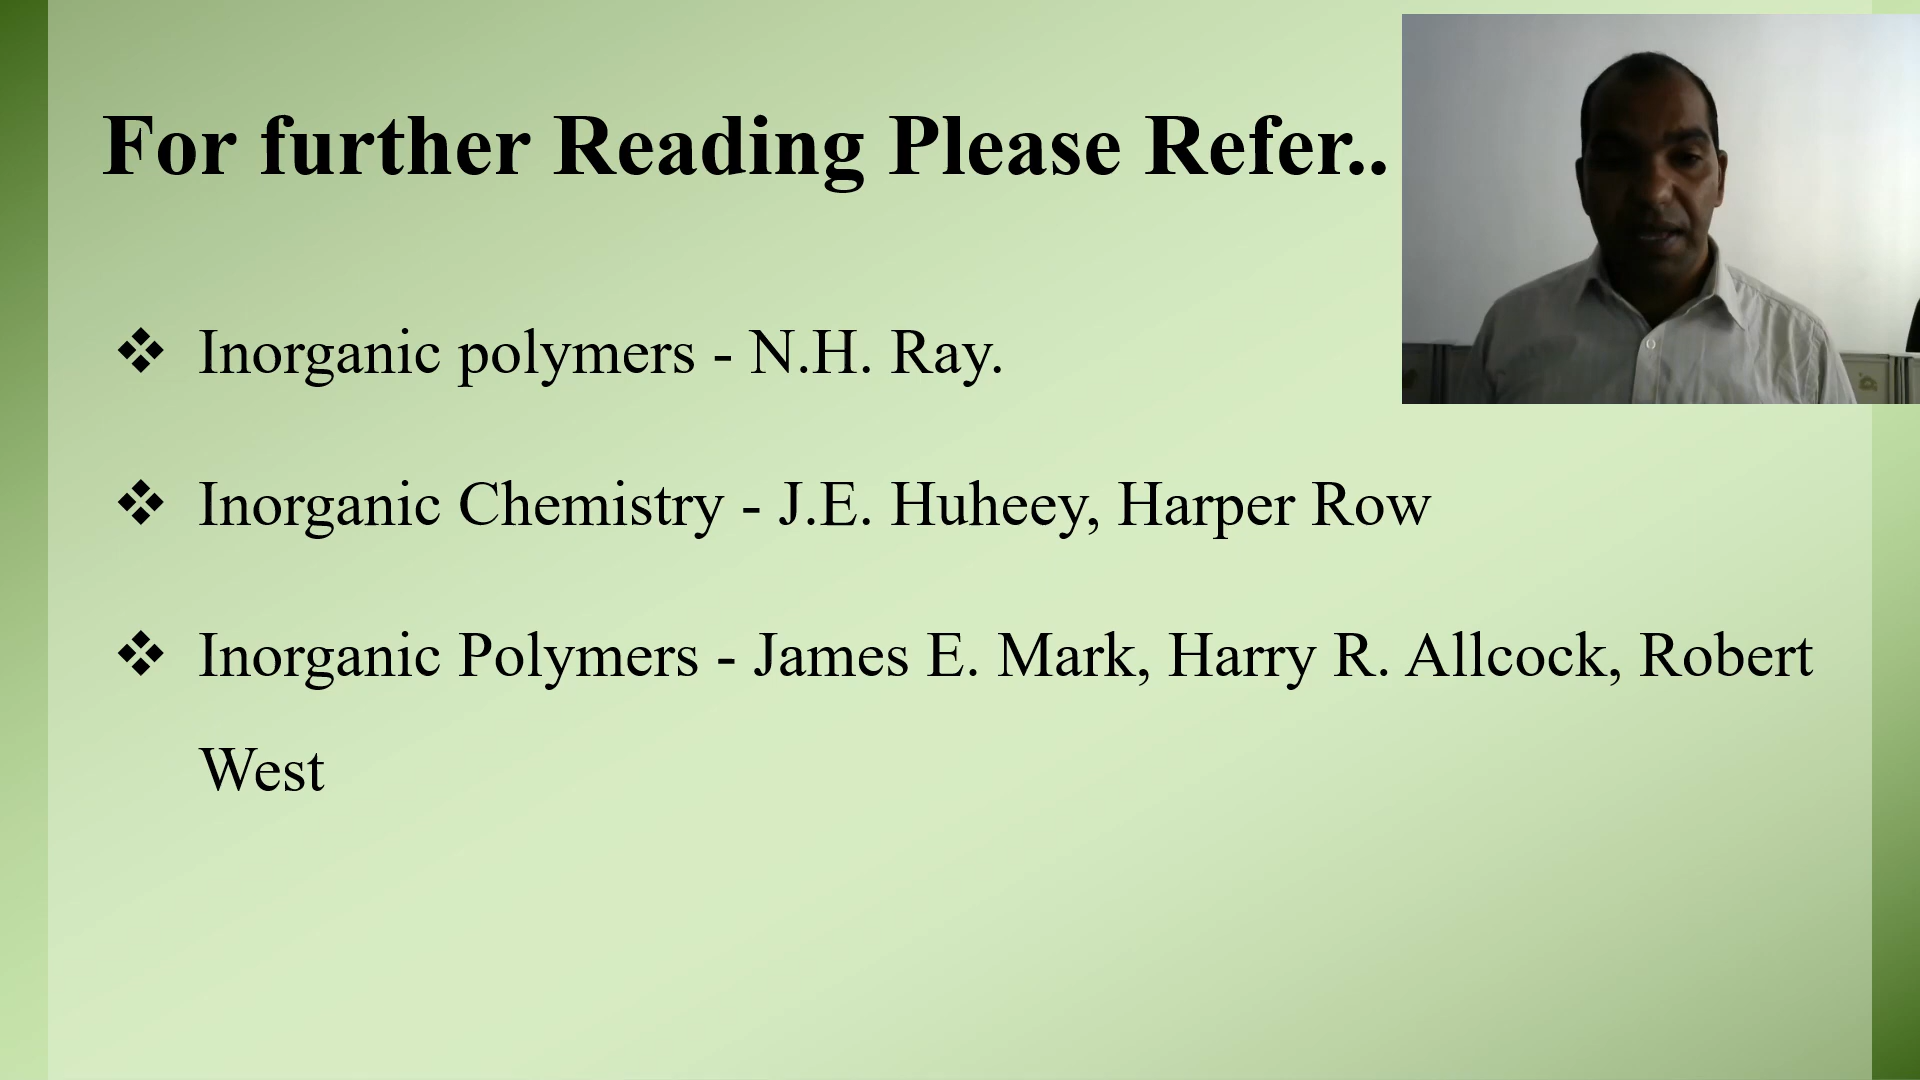 For further Reading Please Refer..
❖ Inorganic polymers - N.H. Ray.
❖ Inorganic Chemistry - J.E. Huheey, Harper Row
❖ Inorganic Polymers - James E. Mark, Harry R. Allcock, Robert
West